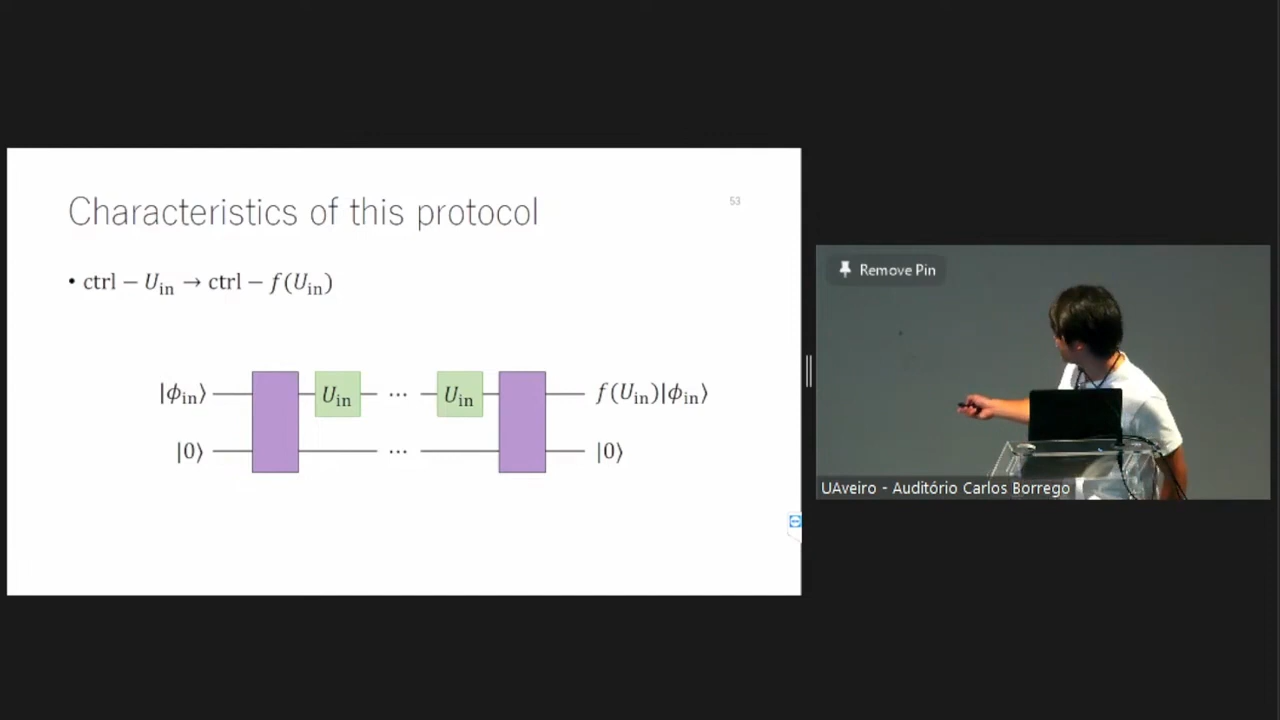 Characteristics of this protocol
53
• ctrl − U_in → ctrl − f(U_in)
|ϕ_in⟩ U_in ⋯ U_in f(U_in)|ϕ_in⟩
|0⟩ ⋯ |0⟩
Remove Pin
UAveiro - Auditório Carlos Borrego